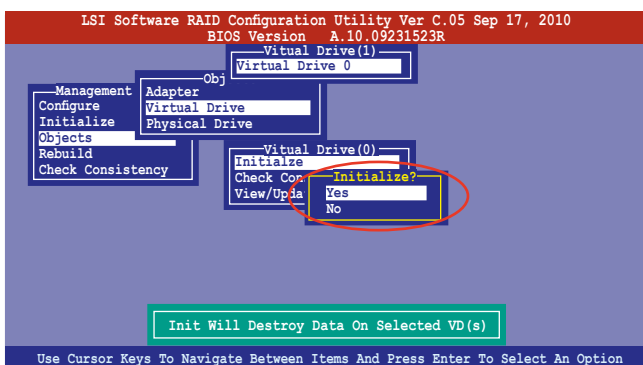 LSI Software RAID Configuration Utility Ver C.05 Sep 17, 2010
BIOS Version A.10.09231523R
Vitual Drive(1)
Virtual Drive 0
Obj
Adapter
Virtual Drive
Physical Drive
Management
Configure
Initialize
Objects
Rebuild
Check Consistency
Vitual Drive(0)
Initialze
Check Con
View/Upda
Initialize?
Yes
No
Init Will Destroy Data On Selected VD(s)
Use Cursor Keys To Navigate Between Items And Press Enter To Select An Option